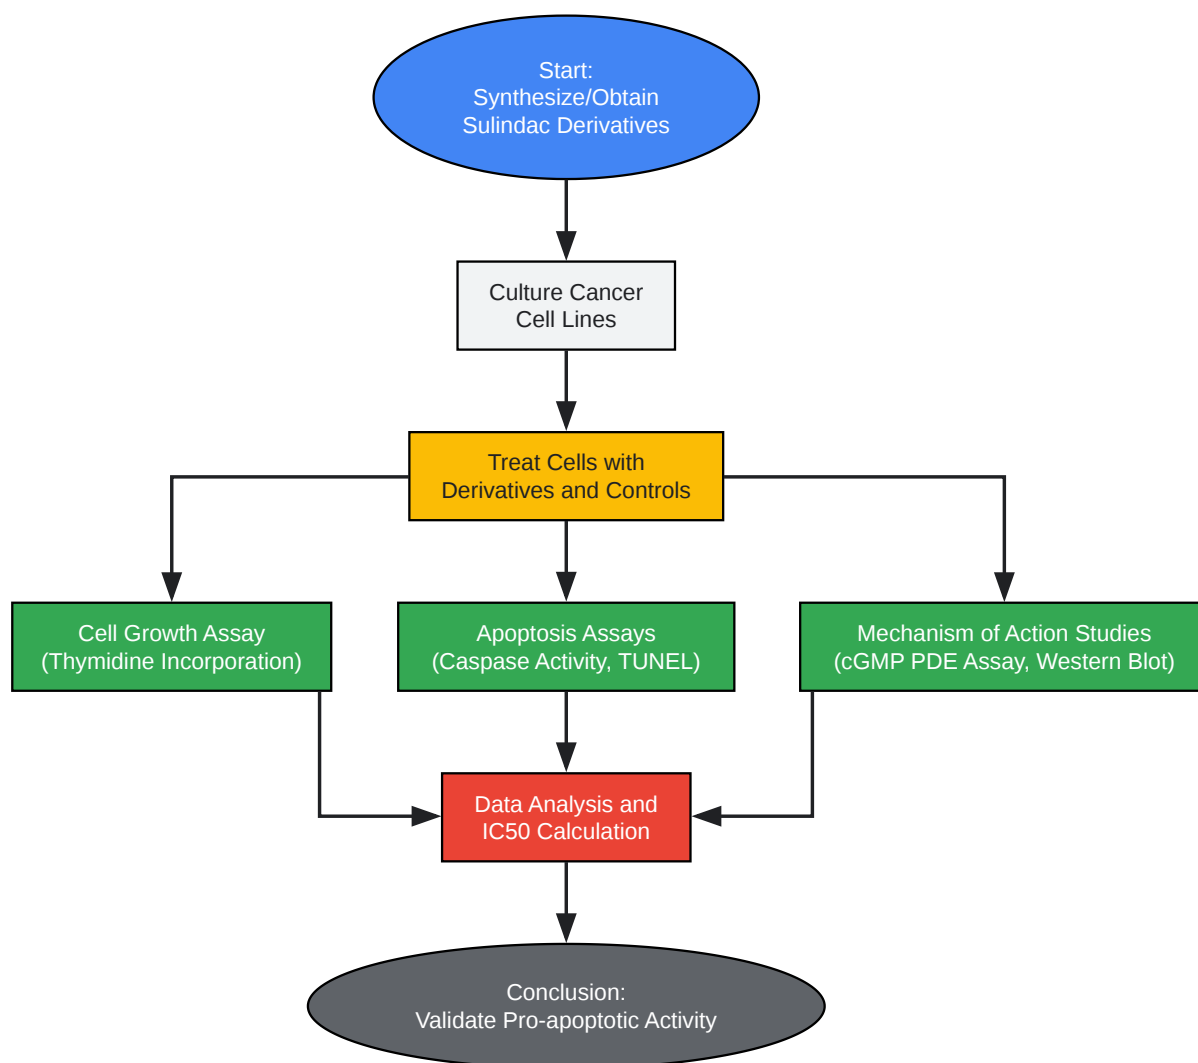 Start:
Synthesize/Obtain
Sulindac Derivatives
Culture Cancer
Cell Lines
Treat Cells with
Derivatives and Controls
Cell Growth Assay
(Thymidine Incorporation)
Apoptosis Assays
(Caspase Activity, TUNEL)
Mechanism of Action Studies
(cGMP PDE Assay, Western Blot)
Data Analysis and
IC50 Calculation
Conclusion:
Validate Pro-apoptotic Activity